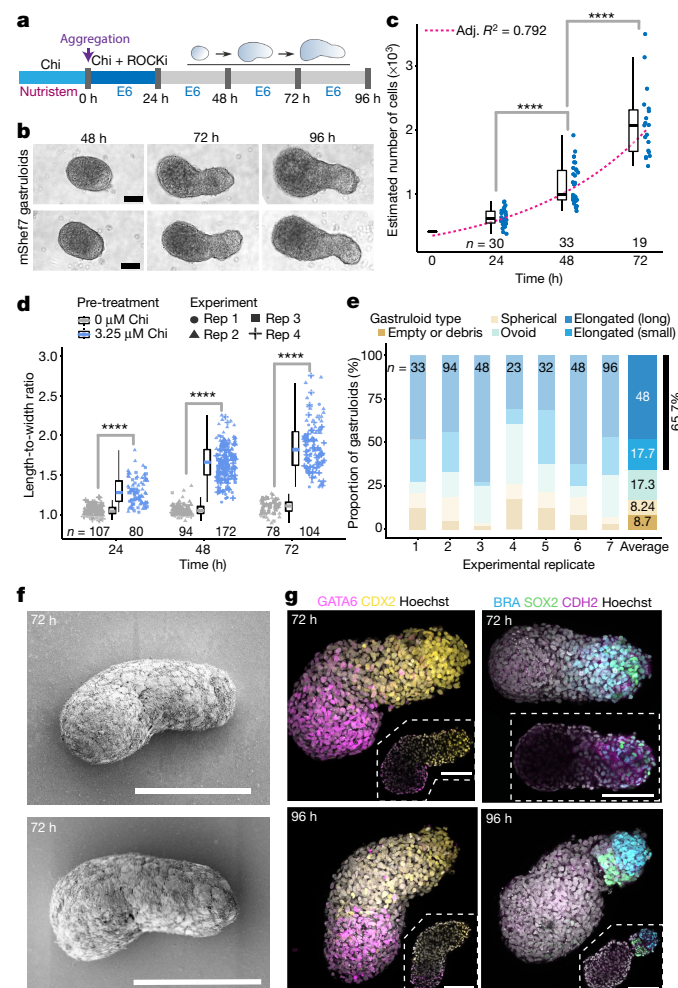 a
Aggregation
Chi
Chi + ROCKi
Nutristem
E6
E6
E6
E6
0 h
24 h
48 h
72 h
96 h
b
48 h
72 h
96 h
mShef7 gastruloids
c
Adj. R² = 0.792
****
****
Estimated number of cells (×10³)
3
2
1
n = 30
33
19
0
24
48
72
Time (h)
d
Pre-treatment
Experiment
0 μM Chi
3.25 μM Chi
Rep 1
Rep 3
Rep 2
Rep 4
Length-to-width ratio
3.0
2.5
2.0
1.5
1.0
****
****
****
n = 107
80
94
172
78
104
24
48
72
Time (h)
e
Gastruloid type
Empty or debris
Spherical
Ovoid
Elongated (long)
Elongated (small)
Proportion of gastruloids (%)
100
75
50
25
0
n = 33
94
48
23
32
48
96
48
17.7
17.3
8.24
8.7
65.7%
1
2
3
4
5
6
7
Average
Experimental replicate
f
72 h
72 h
g
GATA6 CDX2 Hoechst
BRA SOX2 CDH2 Hoechst
72 h
72 h
96 h
96 h